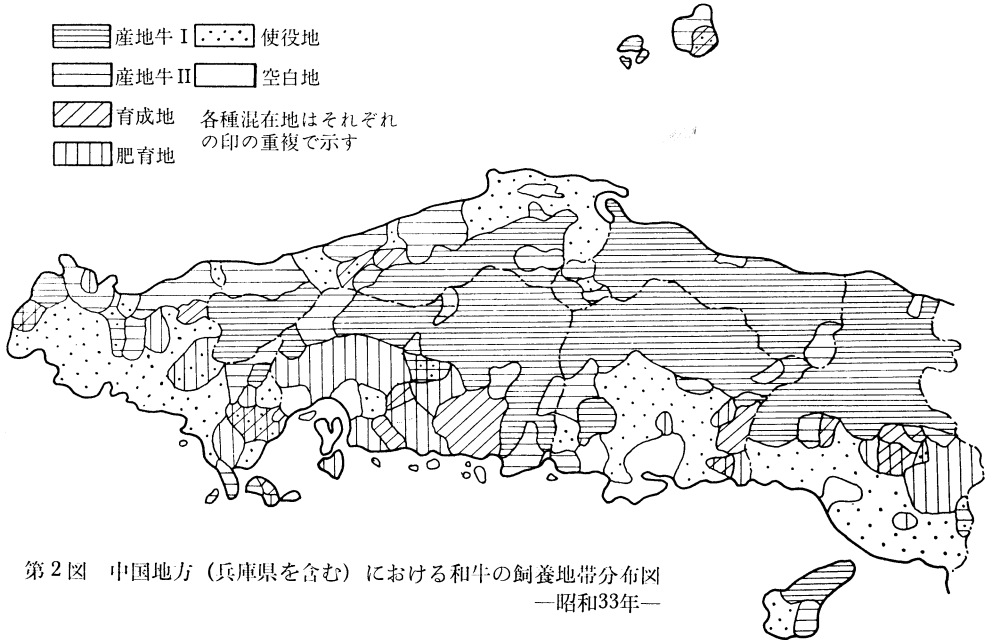 産地牛 I
使役地
産地牛 II
空白地
育成地
各種混在地はそれぞれ
の印の重複で示す
肥育地
第2図 中国地方（兵庫県を含む）における和牛の飼養地帯分布図
―昭和33年―